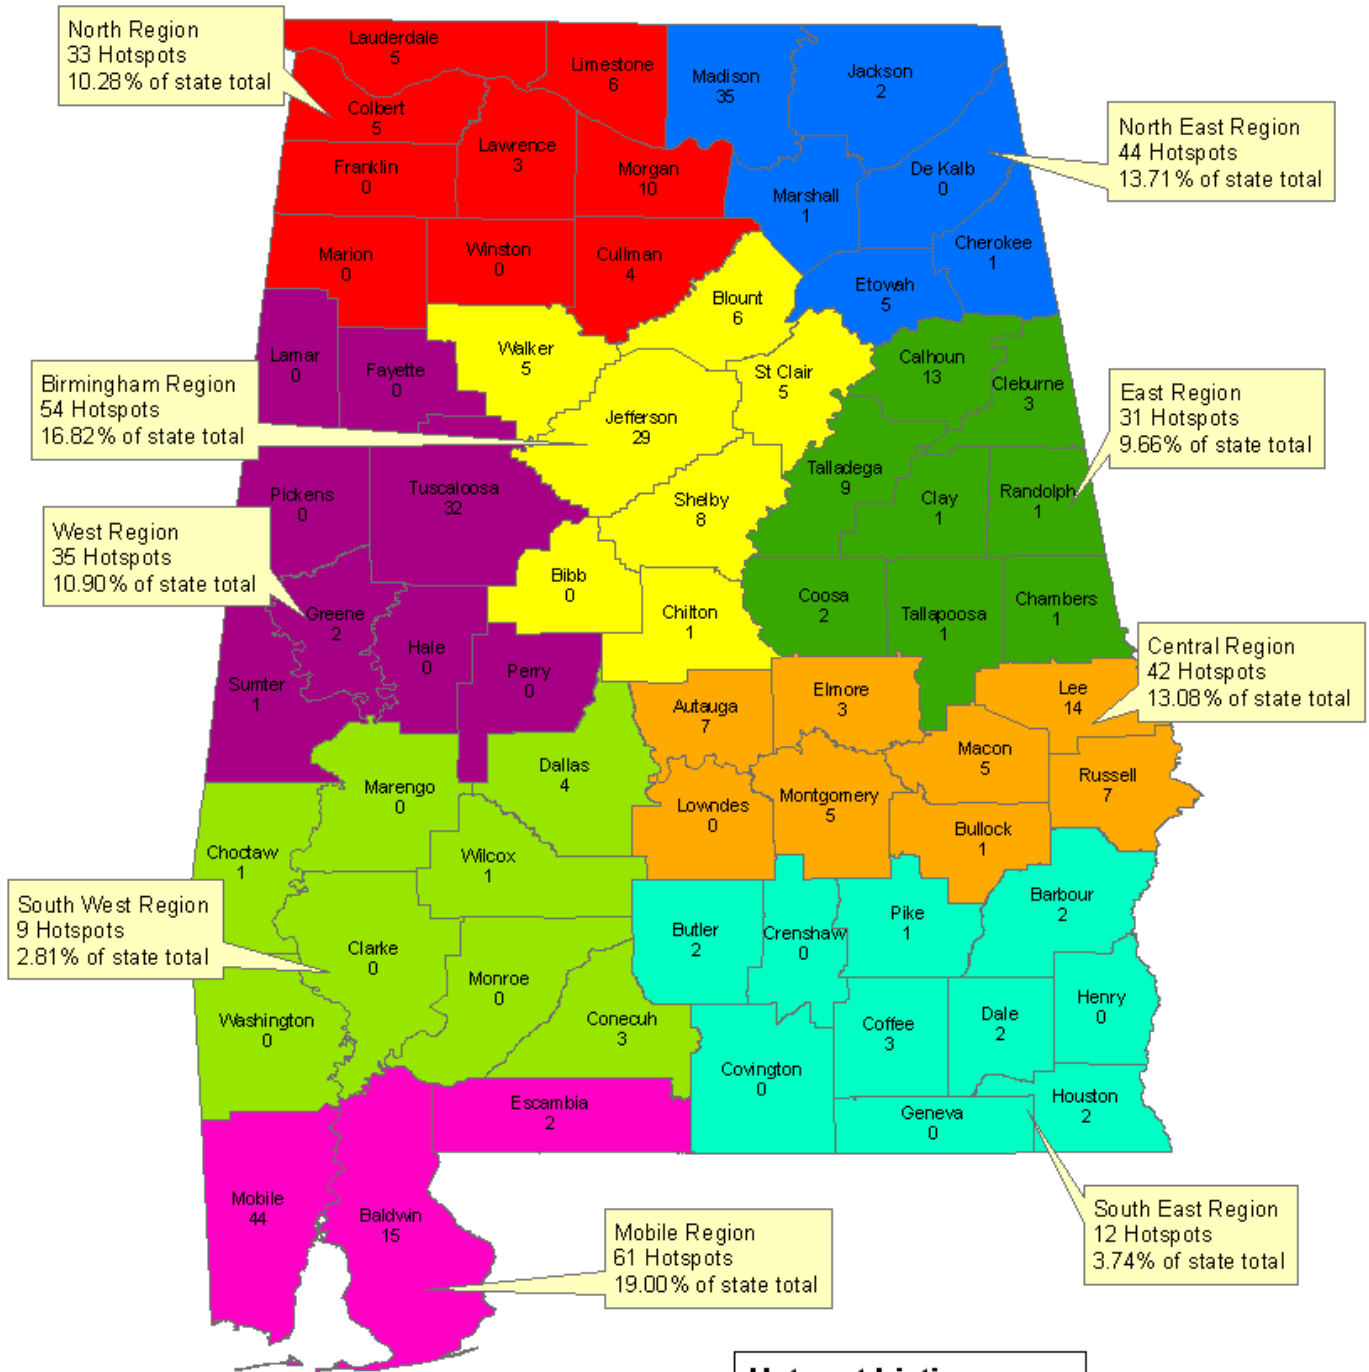 North Region
33 Hotspots
10.28% of state total
Lauderdale
5
Limestone
6
Madison
35
Jackson
2
Colbert
5
North East Region
44 Hotspots
13.71% of state total
Lawrence
3
Franklin
0
Morgan
10
De Kalb
0
Marshall
1
Marion
0
Winston
0
Cullman
4
Cherokee
1
Etowah
5
Blount
6
Lamar
0
Fayette
0
Walker
5
St Clair
5
Calhoun
13
Cleburne
3
Birmingham Region
54 Hotspots
16.82% of state total
East Region
31 Hotspots
9.66% of state total
Jefferson
29
Talladega
9
Pickens
0
Tuscaloosa
32
Shelby
8
Clay
1
Randolph
1
West Region
35 Hotspots
10.90% of state total
Bibb
0
Greene
2
Hale
0
Chilton
1
Coosa
2
Tallapoosa
1
Chambers
1
Central Region
42 Hotspots
13.08% of state total
Sumter
1
Perry
0
Autauga
7
Elmore
3
Lee
14
Macon
5
Russell
7
Dallas
4
Marengo
0
Lowndes
0
Montgomery
5
Bullock
1
Choctaw
1
Wilcox
1
South West Region
9 Hotspots
2.81% of state total
Barbour
2
Butler
2
Crenshaw
0
Pike
1
Clarke
0
Monroe
0
Washington
0
Conecuh
3
Coffee
3
Dale
2
Henry
0
Covington
0
Escambia
2
Geneva
0
Houston
2
Mobile
44
Baldwin
15
Mobile Region
61 Hotspots
19.00% of state total
South East Region
12 Hotspots
3.74% of state total